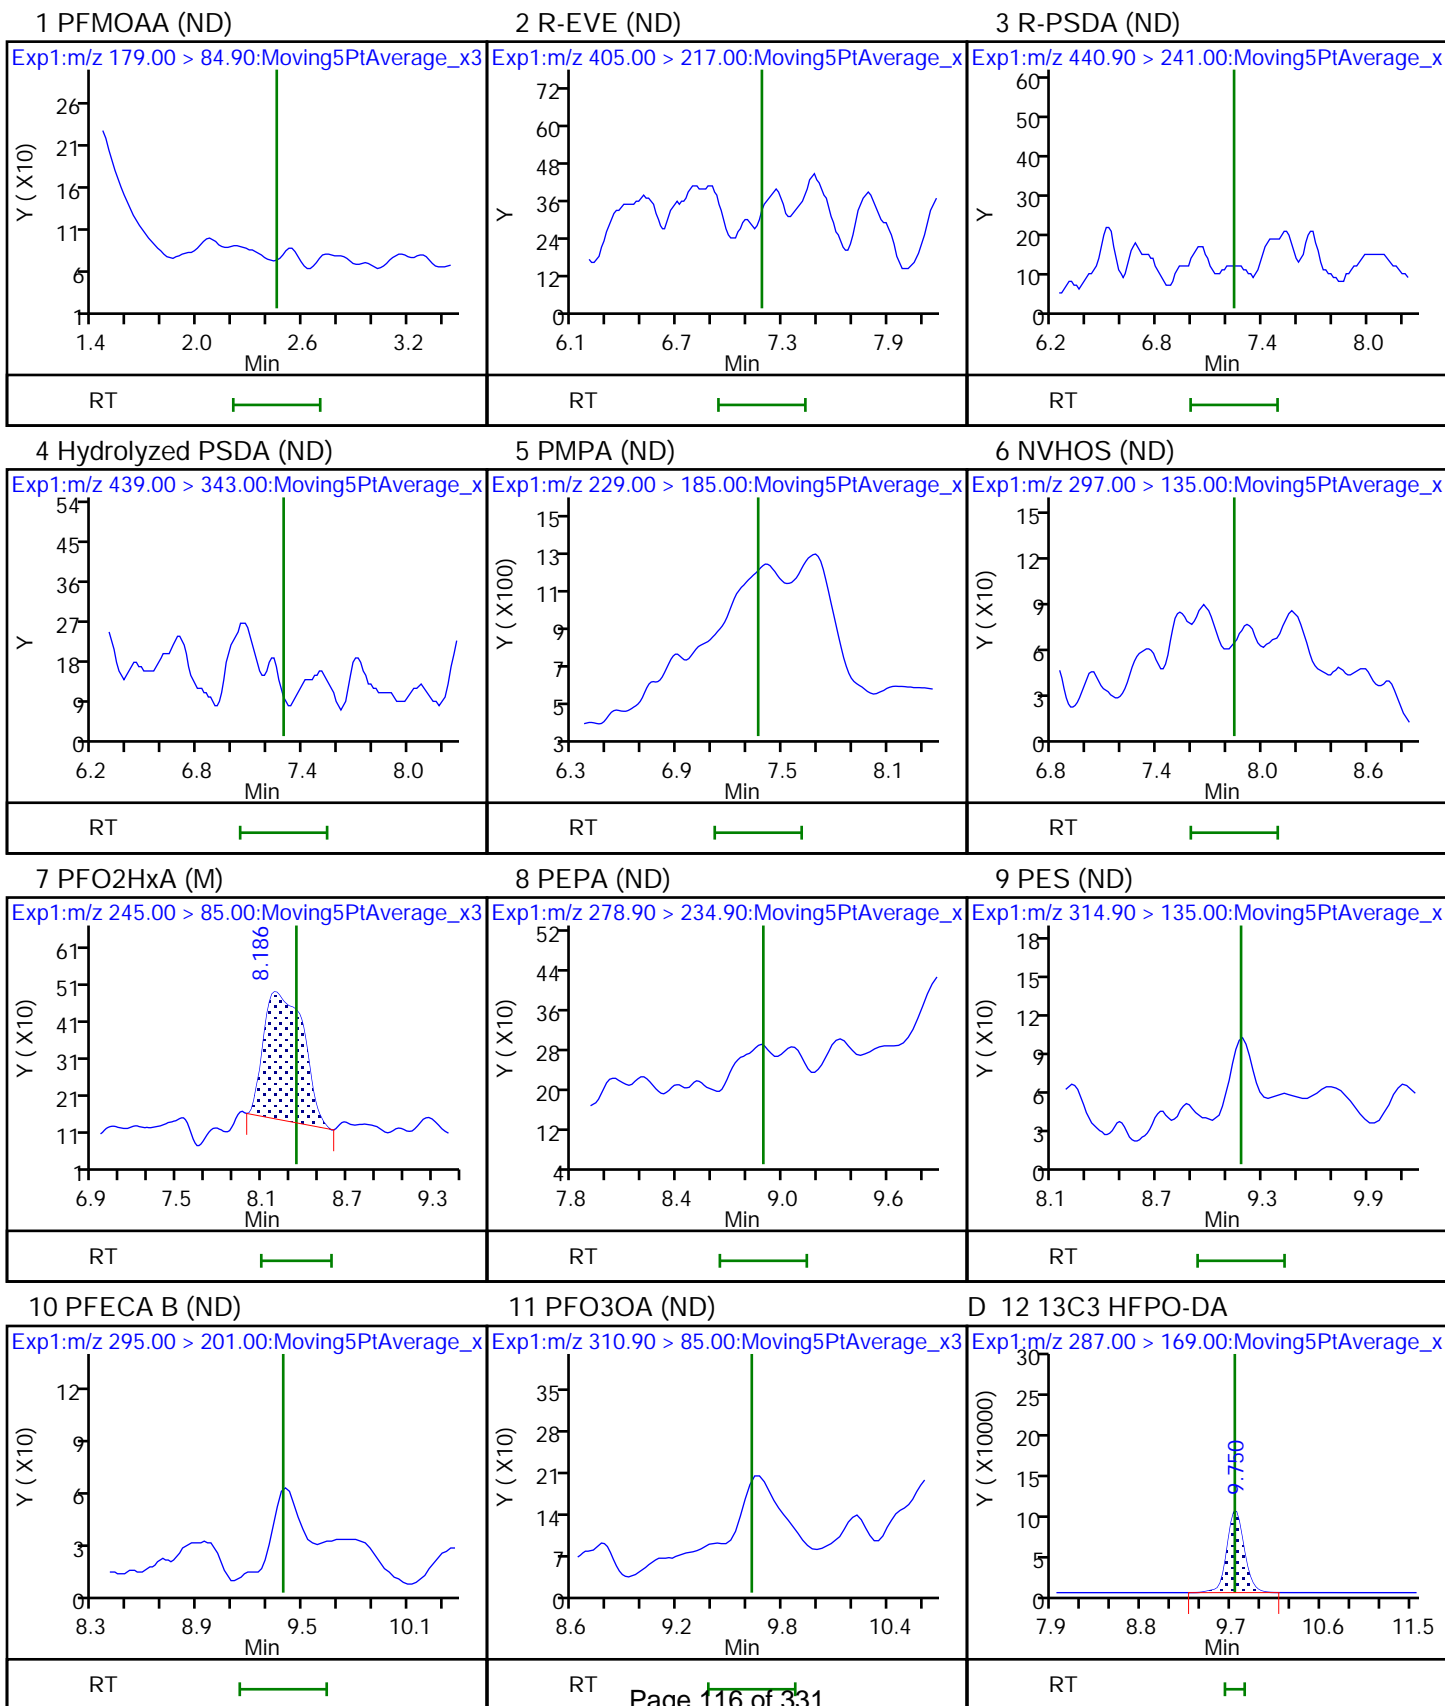 1 PFMOAA (ND)
2 R-EVE (ND)
3 R-PSDA (ND)
Exp1:m/z 179.00 > 84.90:Moving5PtAverage_x3
Exp1:m/z 405.00 > 217.00:Moving5PtAverage_x
Exp1:m/z 440.90 > 241.00:Moving5PtAverage_x
Y ( X10)
26
21
16
11
6
1
1.4 2.0 2.6 3.2
Min
Y
72
60
48
36
24
12
0
6.1 6.7 7.3 7.9
Min
Y
60
50
40
30
20
10
0
6.2 6.8 7.4 8.0
Min
RT
RT
RT
4 Hydrolyzed PSDA (ND)
5 PMPA (ND)
6 NVHOS (ND)
Exp1:m/z 439.00 > 343.00:Moving5PtAverage_x
Exp1:m/z 229.00 > 185.00:Moving5PtAverage_x
Exp1:m/z 297.00 > 135.00:Moving5PtAverage_x
Y
54
45
36
27
18
9
0
6.2 6.8 7.4 8.0
Min
Y ( X100)
15
13
11
9
7
5
3
6.3 6.9 7.5 8.1
Min
Y ( X10)
15
12
9
6
3
0
6.8 7.4 8.0 8.6
Min
RT
RT
RT
7 PFO2HxA (M)
8 PEPA (ND)
9 PES (ND)
Exp1:m/z 245.00 > 85.00:Moving5PtAverage_x3
Exp1:m/z 278.90 > 234.90:Moving5PtAverage_x
Exp1:m/z 314.90 > 135.00:Moving5PtAverage_x
Y ( X10)
61
51
41
31
21
11
1
8.186
6.9 7.5 8.1 8.7 9.3
Min
Y ( X10)
52
44
36
28
20
12
4
7.8 8.4 9.0 9.6
Min
Y ( X10)
18
15
12
9
6
3
0
8.1 8.7 9.3 9.9
Min
RT
RT
RT
10 PFECA B (ND)
11 PFO3OA (ND)
D 12 13C3 HFPO-DA
Exp1:m/z 295.00 > 201.00:Moving5PtAverage_x
Exp1:m/z 310.90 > 85.00:Moving5PtAverage_x3
Exp1:m/z 287.00 > 169.00:Moving5PtAverage_x
Y ( X10)
12
9
6
3
0
8.3 8.9 9.5 10.1
Min
Y ( X10)
35
28
21
14
7
0
8.6 9.2 9.8 10.4
Min
Y ( X10000)
30
25
20
15
10
5
0
9.750
7.9 8.8 9.7 10.6 11.5
Min
RT
RT
RT
Page 116 of 331